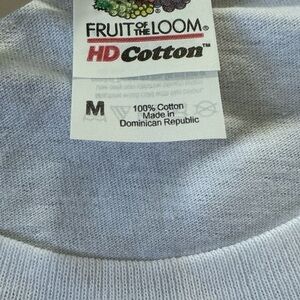 FRUIT OF THE LOOM®
HD Cotton™
M
100% Cotton
Made in
Dominican Republic